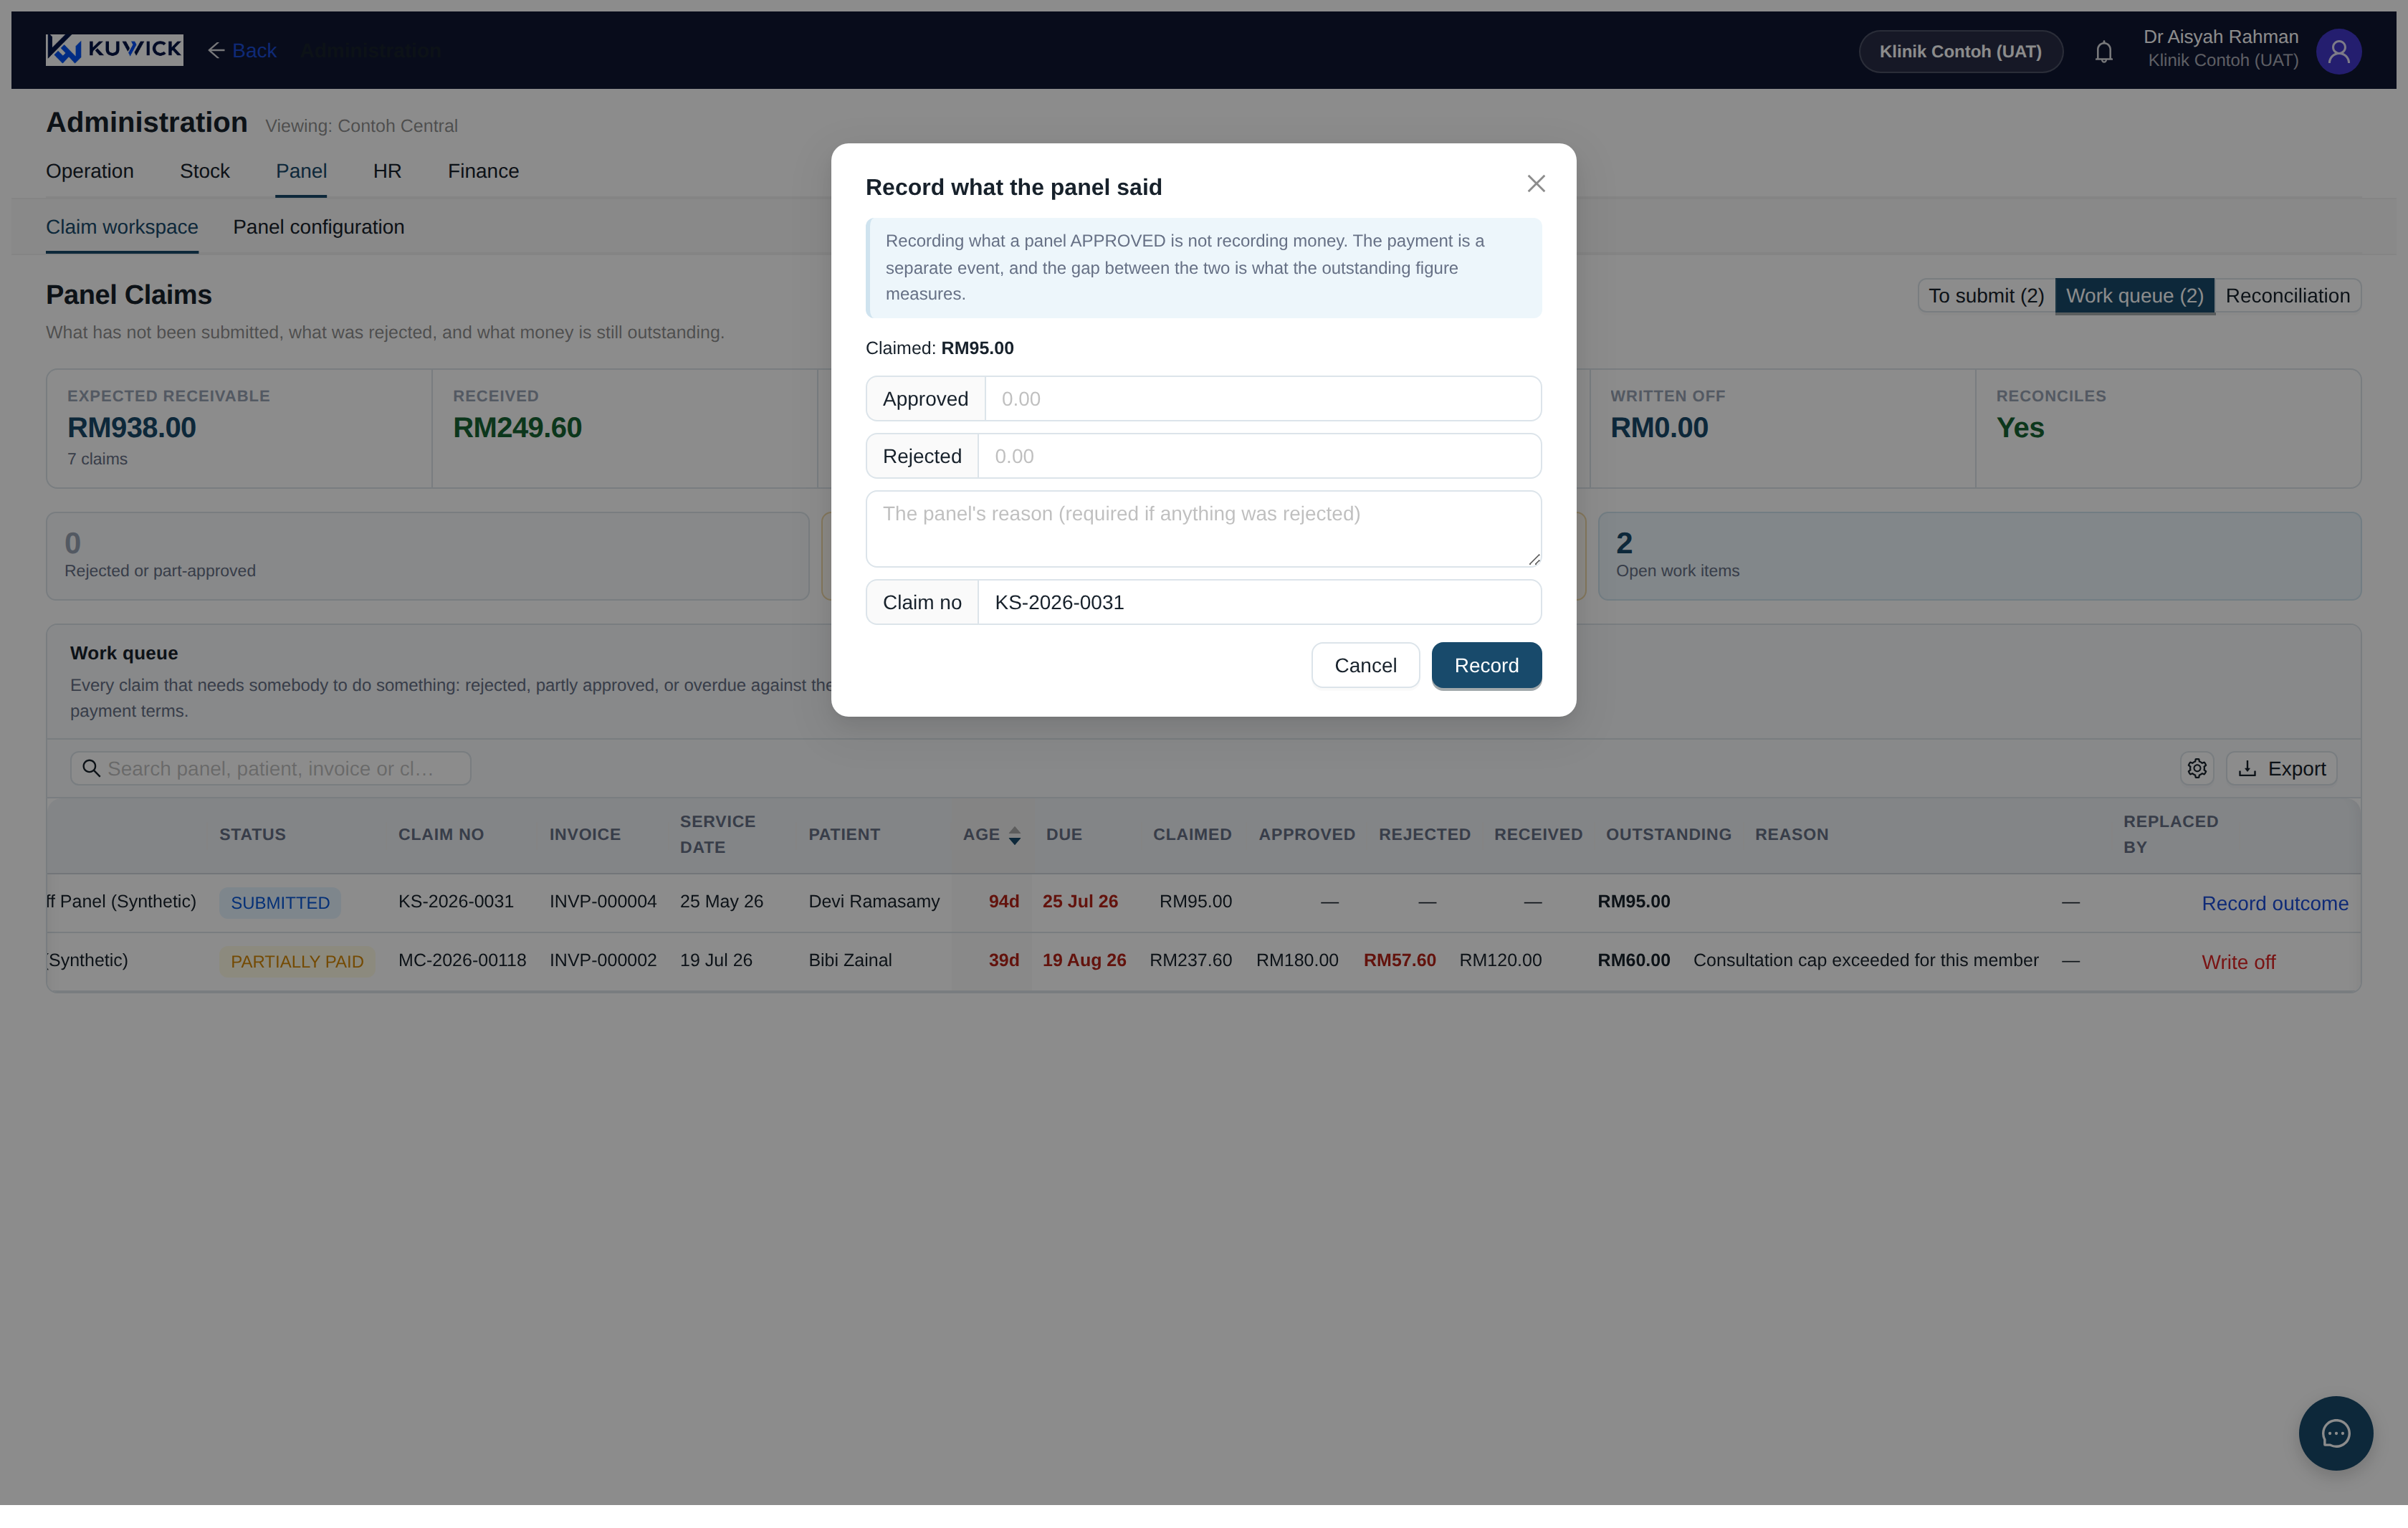 KUWICK
Back
Administration
Klinik Contoh (UAT)
Dr Aisyah Rahman
Klinik Contoh (UAT)
Administration
Viewing: Contoh Central
Operation
Stock
Panel
HR
Finance
Claim workspace
Panel configuration
Panel Claims
What has not been submitted, what was rejected, and what money is still outstanding.
To submit (2)
Work queue (2)
Reconciliation
EXPECTED RECEIVABLE
RM938.00
7 claims
RECEIVED
RM249.60
WRITTEN OFF
RM0.00
RECONCILES
Yes
0
Rejected or part-approved
2
Open work items
Record what the panel said
Recording what a panel APPROVED is not recording money. The payment is a
separate event, and the gap between the two is what the outstanding figure
measures.
Claimed: RM95.00
Approved 0.00
Rejected 0.00
The panel's reason (required if anything was rejected)
Claim no KS-2026-0031
Cancel
Record
Work queue
Every claim that needs somebody to do something: rejected, partly approved, or overdue against the
payment terms.
Search panel, patient, invoice or cl…
Export
STATUS CLAIM NO INVOICE SERVICE DATE PATIENT AGE DUE CLAIMED APPROVED REJECTED RECEIVED OUTSTANDING REASON REPLACED BY
ff Panel (Synthetic) SUBMITTED KS-2026-0031 INVP-000004 25 May 26 Devi Ramasamy 94d 25 Jul 26 RM95.00 — — — RM95.00 — Record outcome
(Synthetic) PARTIALLY PAID MC-2026-00118 INVP-000002 19 Jul 26 Bibi Zainal 39d 19 Aug 26 RM237.60 RM180.00 RM57.60 RM120.00 RM60.00 Consultation cap exceeded for this member — Write off